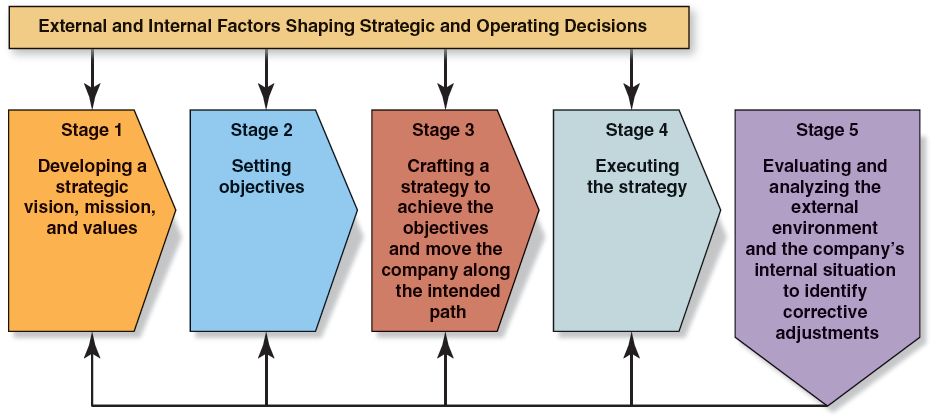 External and Internal Factors Shaping Strategic and Operating Decisions
Stage 1
Developing a
strategic
vision, mission,
and values
Stage 2
Setting
objectives
Stage 3
Crafting a
strategy to
achieve the
objectives
and move the
company along
the intended
path
Stage 4
Executing
the strategy
Stage 5
Evaluating and
analyzing the
external
environment
and the company's
internal situation
to identify
corrective
adjustments